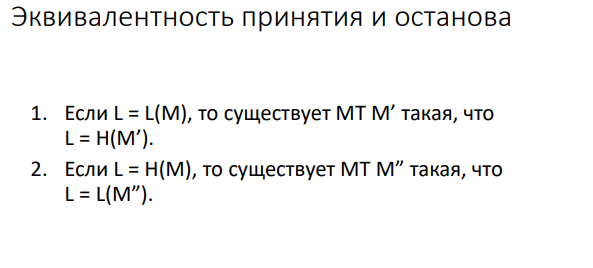 Эквивалентность принятия и останова
1. Если L = L(M), то существует МТ M’ такая, что
L = H(M’).
2. Если L = H(M), то существует МТ M” такая, что
L = L(M”).